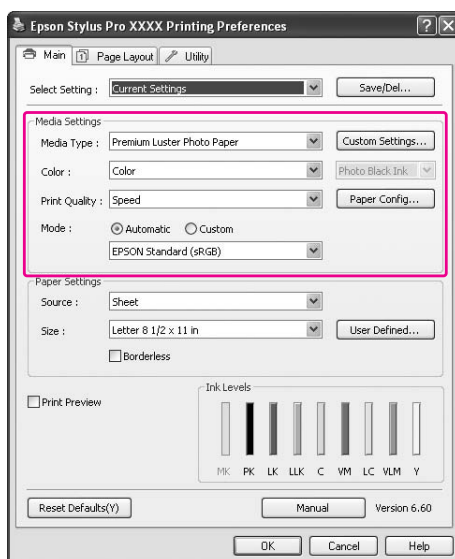 Epson Stylus Pro XXXX Printing Preferences
Main Page Layout Utility
Select Setting : Current Settings Save/Del...
Media Settings
Media Type : Premium Luster Photo Paper Custom Settings...
Color : Color Photo Black Ink
Print Quality : Speed Paper Config...
Mode : Automatic Custom
EPSON Standard (sRGB)
Paper Settings
Source : Sheet
Size : Letter 8 1/2 x 11 in User Defined...
Borderless
Print Preview
Ink Levels
MK PK LK LLK C VM LC VLM Y
Reset Defaults(Y) Manual Version 6.60
OK Cancel Help